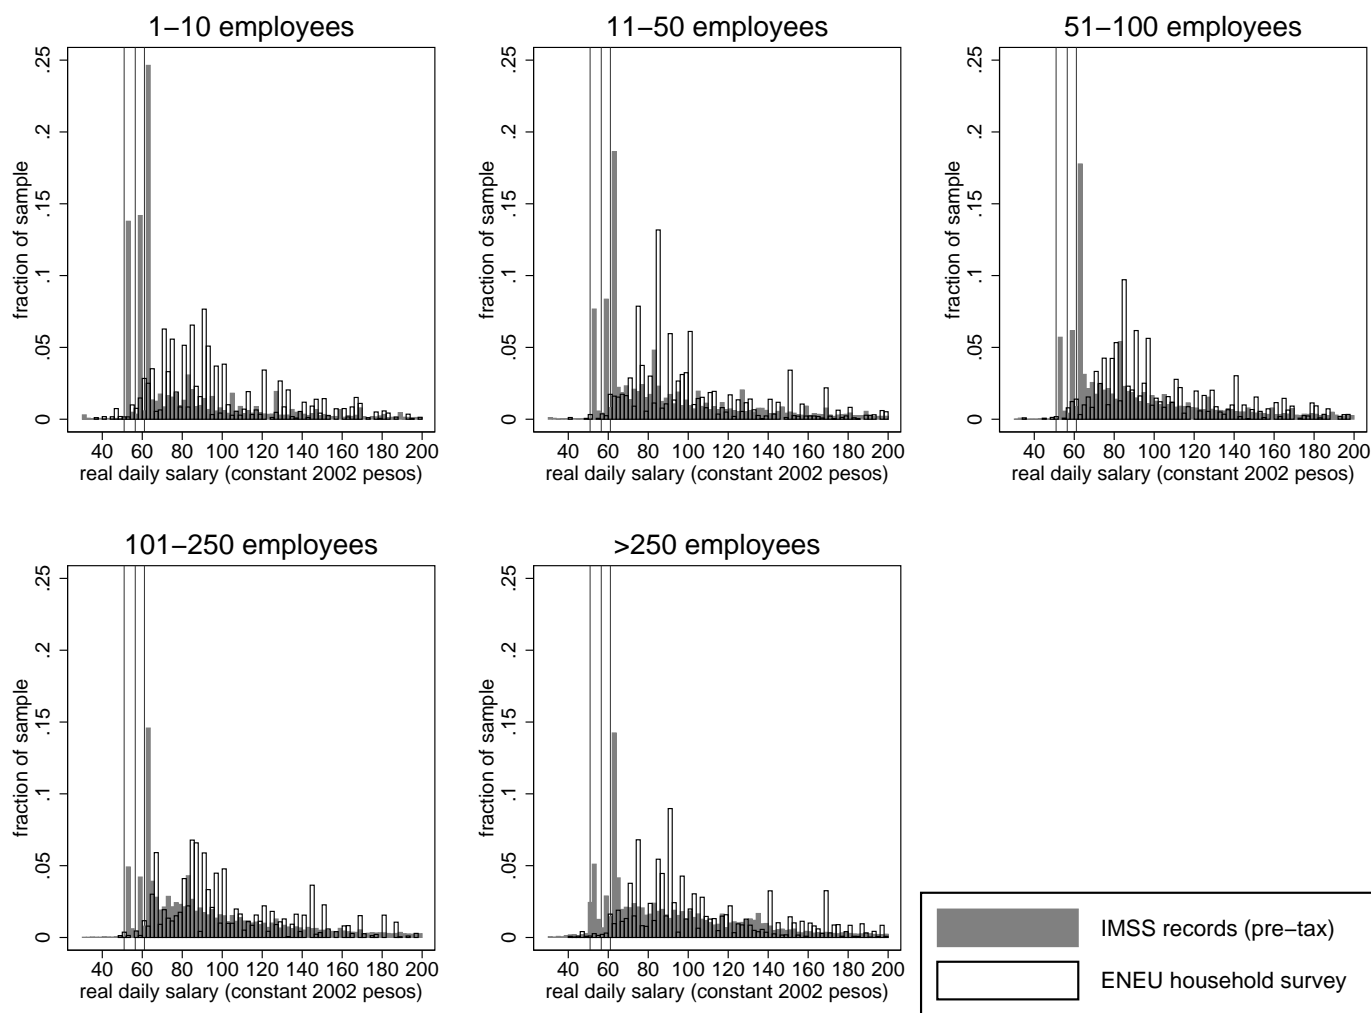 1−10 employees
11−50 employees
51−100 employees
fraction of sample
0 .05 .1 .15 .2 .25
40 60 80 100 120 140 160 180 200
real daily salary (constant 2002 pesos)
fraction of sample
0 .05 .1 .15 .2 .25
40 60 80 100 120 140 160 180 200
real daily salary (constant 2002 pesos)
fraction of sample
0 .05 .1 .15 .2 .25
40 60 80 100 120 140 160 180 200
real daily salary (constant 2002 pesos)
101−250 employees
>250 employees
fraction of sample
0 .05 .1 .15 .2 .25
40 60 80 100 120 140 160 180 200
real daily salary (constant 2002 pesos)
fraction of sample
0 .05 .1 .15 .2 .25
40 60 80 100 120 140 160 180 200
real daily salary (constant 2002 pesos)
IMSS records (pre−tax)
ENEU household survey